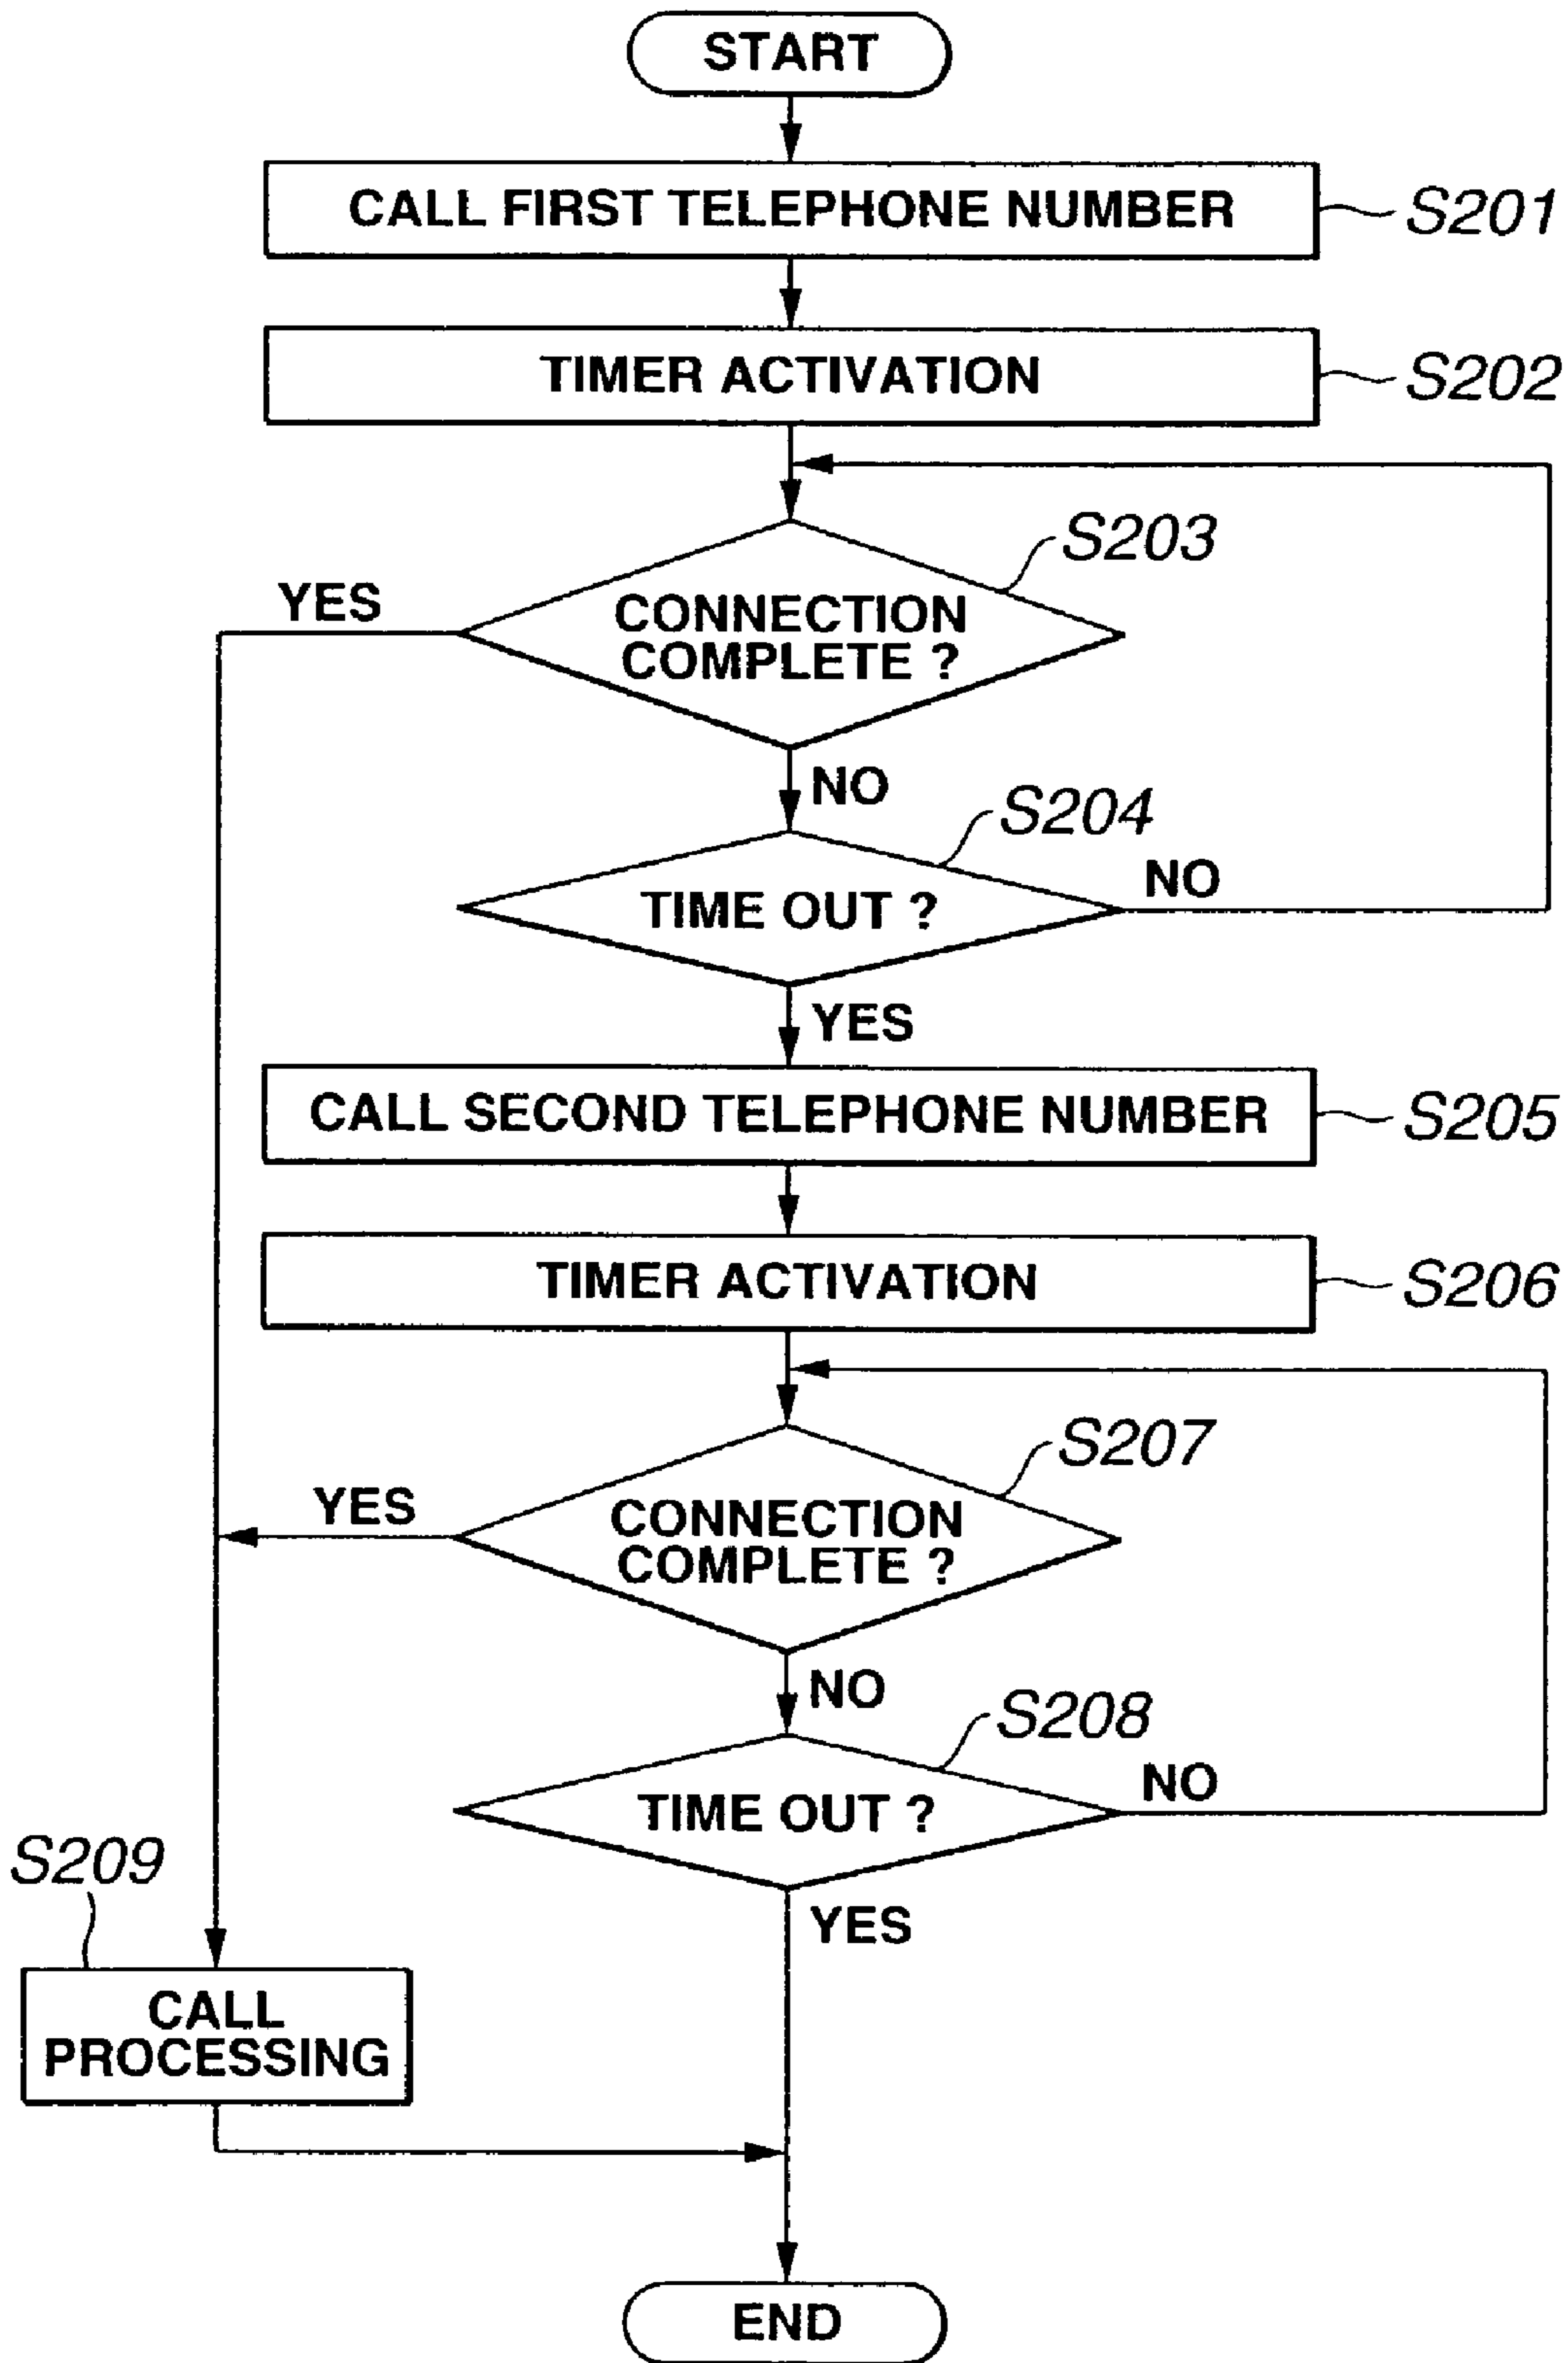 START
CALL FIRST TELEPHONE NUMBER
S201
TIMER ACTIVATION
S202
S203
YES
CONNECTION
COMPLETE ?
NO
S204
TIME OUT ?
NO
YES
CALL SECOND TELEPHONE NUMBER
S205
TIMER ACTIVATION
S206
S207
YES
CONNECTION
COMPLETE ?
NO
S208
TIME OUT ?
NO
S209
YES
CALL
PROCESSING
END